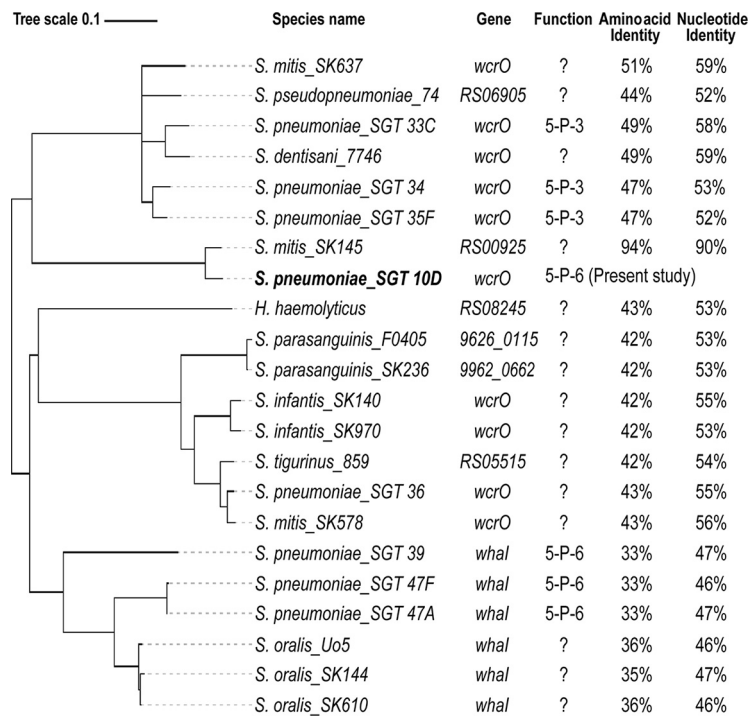 Tree scale 0.1 Species name Gene Function Amino acid Identity Nucleotide Identity
S. mitis_SK637 wcrO ? 51% 59%
S. pseudopneumoniae_74 RS06905 ? 44% 52%
S. pneumoniae_SGT 33C wcrO 5-P-3 49% 58%
S. dentisani_7746 wcrO ? 49% 59%
S. pneumoniae_SGT 34 wcrO 5-P-3 47% 53%
S. pneumoniae_SGT 35F wcrO 5-P-3 47% 52%
S. mitis_SK145 RS00925 ? 94% 90%
S. pneumoniae_SGT 10D wcrO 5-P-6 (Present study)
H. haemolyticus RS08245 ? 43% 53%
S. parasanguinis_F0405 9626_0115 ? 42% 53%
S. parasanguinis_SK236 9962_0662 ? 42% 53%
S. infantis_SK140 wcrO ? 42% 55%
S. infantis_SK970 wcrO ? 42% 53%
S. tigurinus_859 RS05515 ? 42% 54%
S. pneumoniae_SGT 36 wcrO ? 43% 55%
S. mitis_SK578 wcrO ? 43% 56%
S. pneumoniae_SGT 39 whaI 5-P-6 33% 47%
S. pneumoniae_SGT 47F whaI 5-P-6 33% 46%
S. pneumoniae_SGT 47A whaI 5-P-6 33% 47%
S. oralis_Uo5 whaI ? 36% 46%
S. oralis_SK144 whaI ? 35% 47%
S. oralis_SK610 whaI ? 36% 46%